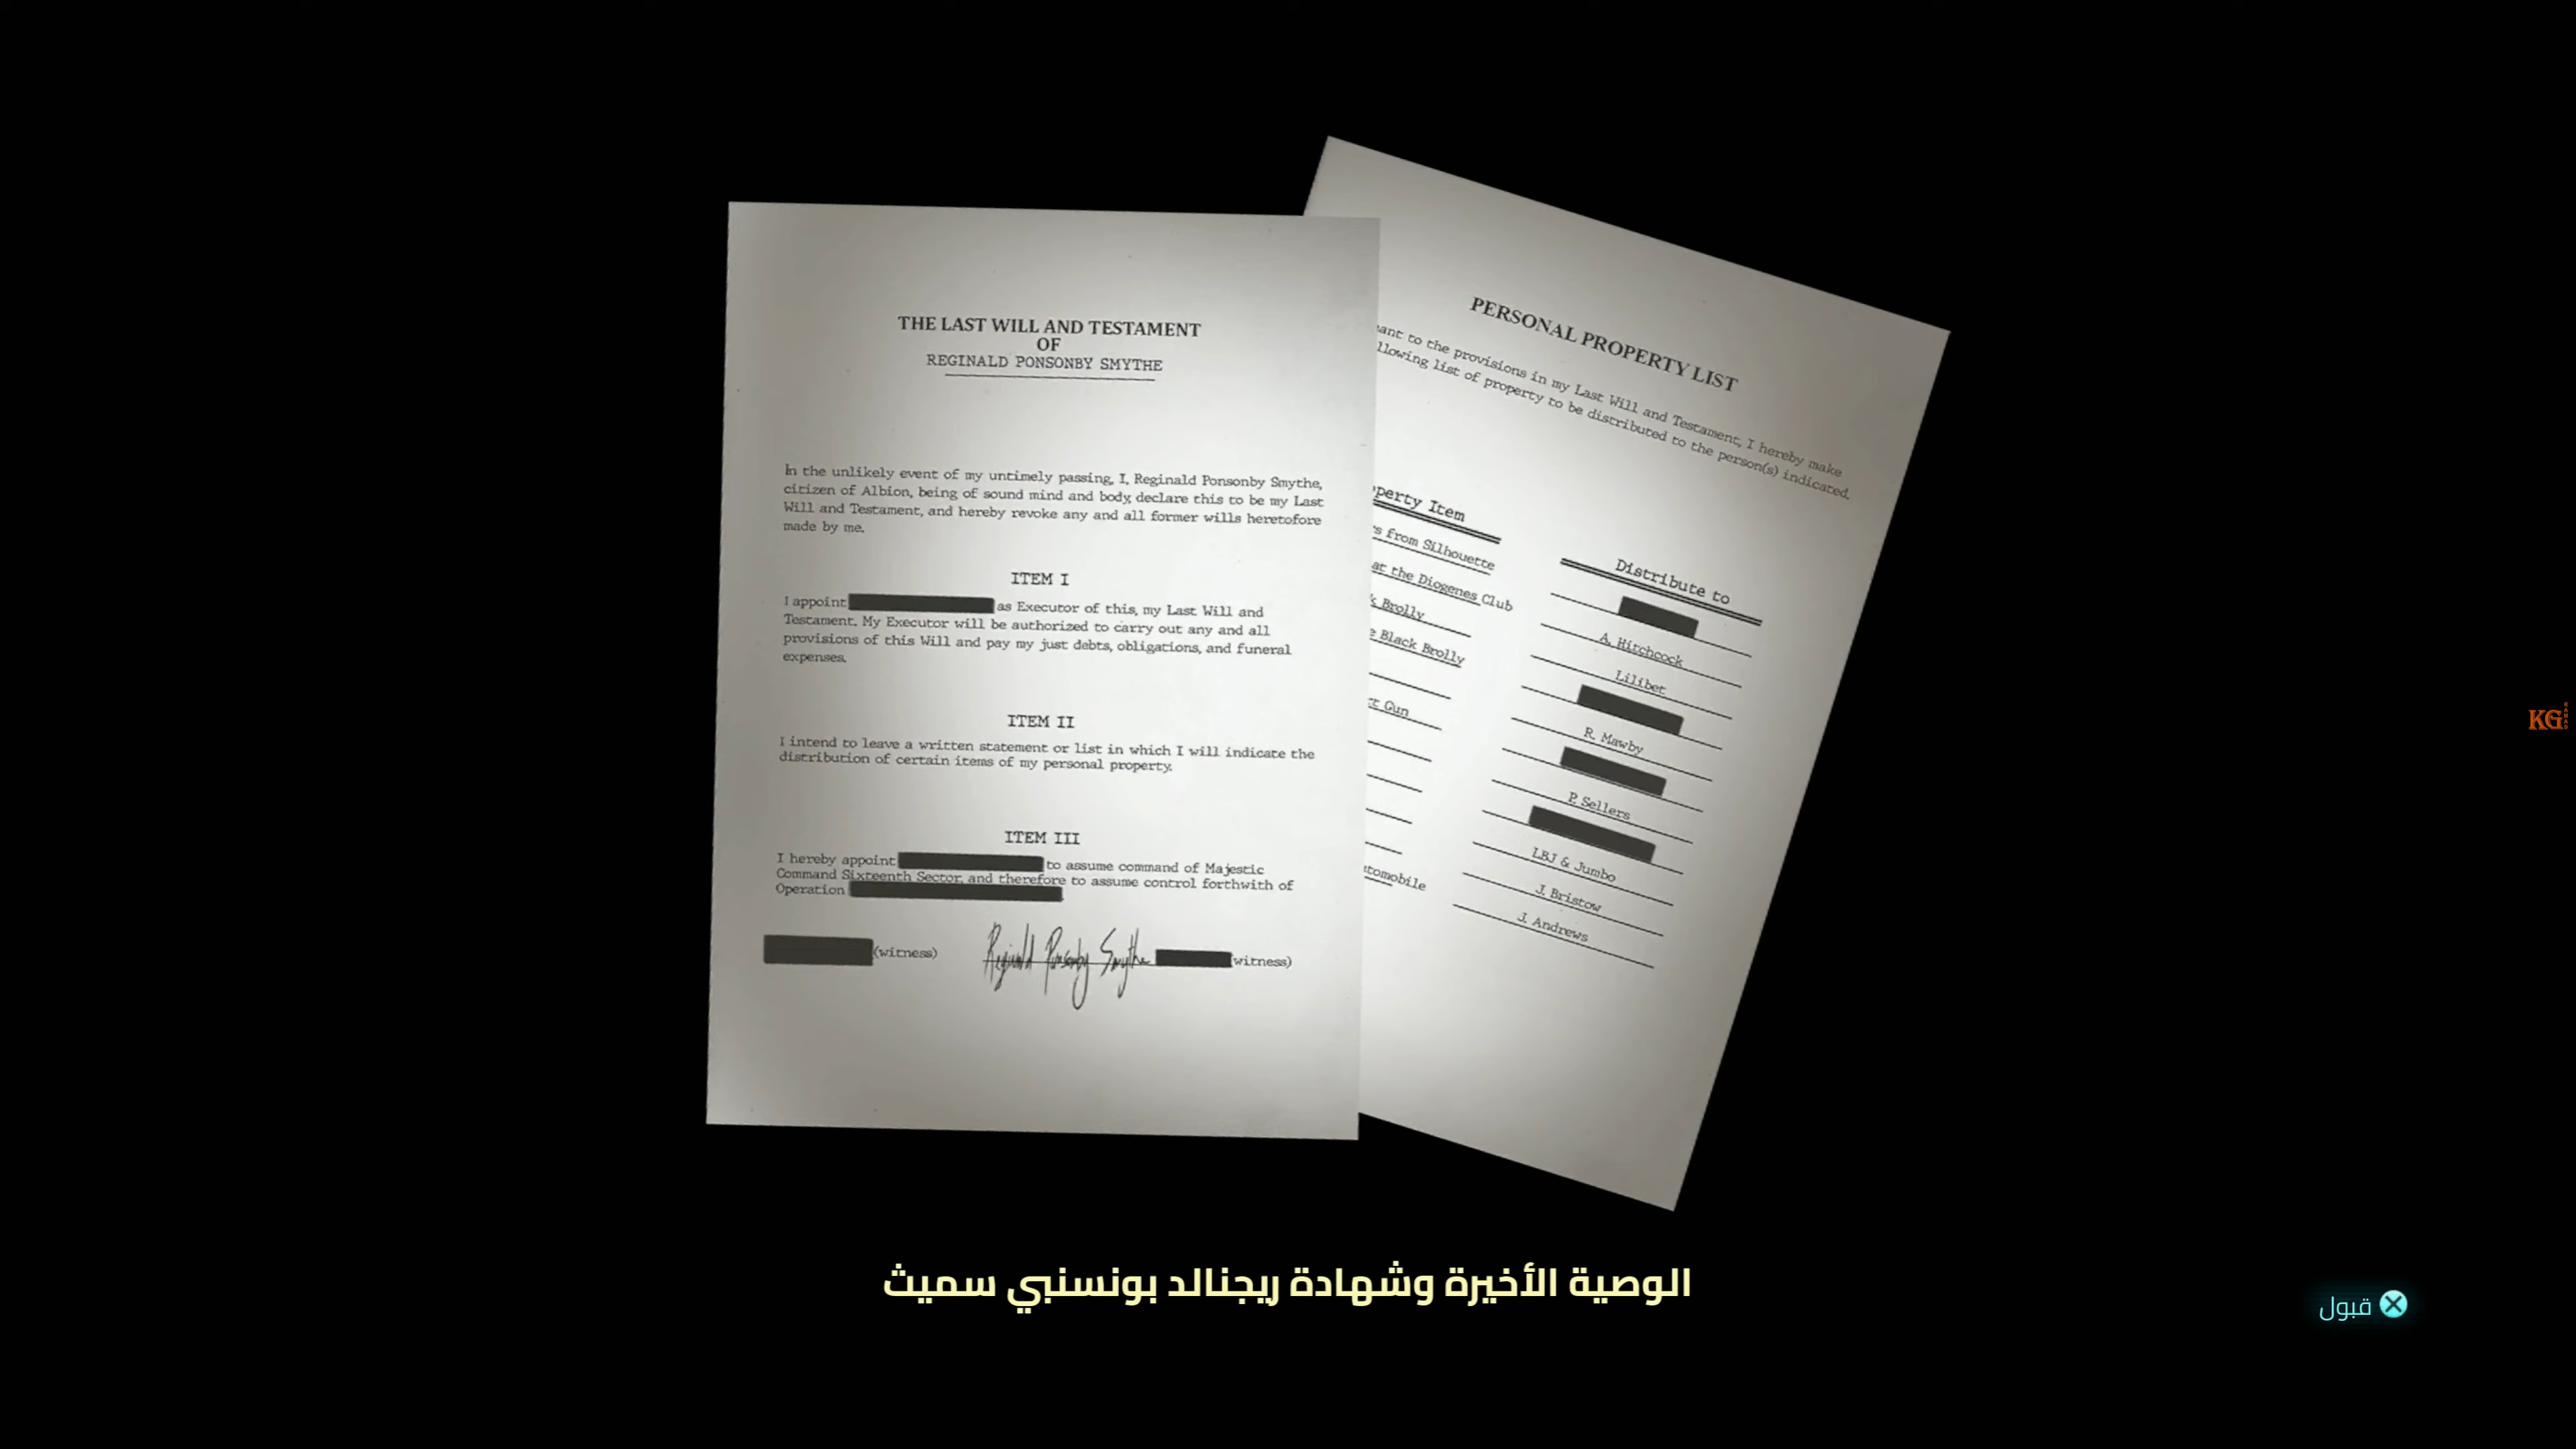 THE LAST WILL AND TESTAMENT
OF
REGINALD PONSONBY SMYTHE
In the unlikely event of my untimely passing, I, Reginald Ponsonby Smythe,
citizen of Albion, being of sound mind and body, declare this to be my Last
Will and Testament, and hereby revoke any and all former wills heretofore
made by me.
ITEM I
I appoint as Executor of this, my Last Will and
Testament. My Executor will be authorized to carry out any and all
provisions of this Will and pay my just debts, obligations, and funeral
expenses.
ITEM II
I intend to leave a written statement or list in which I will indicate the
distribution of certain items of my personal property.
ITEM III
I hereby appoint to assume command of Majestic
Command Sixteenth Sector, and therefore to assume control forthwith of
Operation
(witness) Reginald Ponsonby Smythe (witness)
PERSONAL PROPERTY LIST
to the provisions in my Last Will and Testament, I hereby make
list of property to be distributed to the person(s) indicated.
Item
from Silhouette
at the Diogenes Club
Brolly
Black Brolly
Gun
Distribute to
A. Hitchcock
Lilibet
R. Mawby
P. Sellers
LBJ & Jumbo
J. Bristow
J. Andrews
الوصية الأخيرة وشهادة ريجنالد بونسنبي سميث
قبول
KG